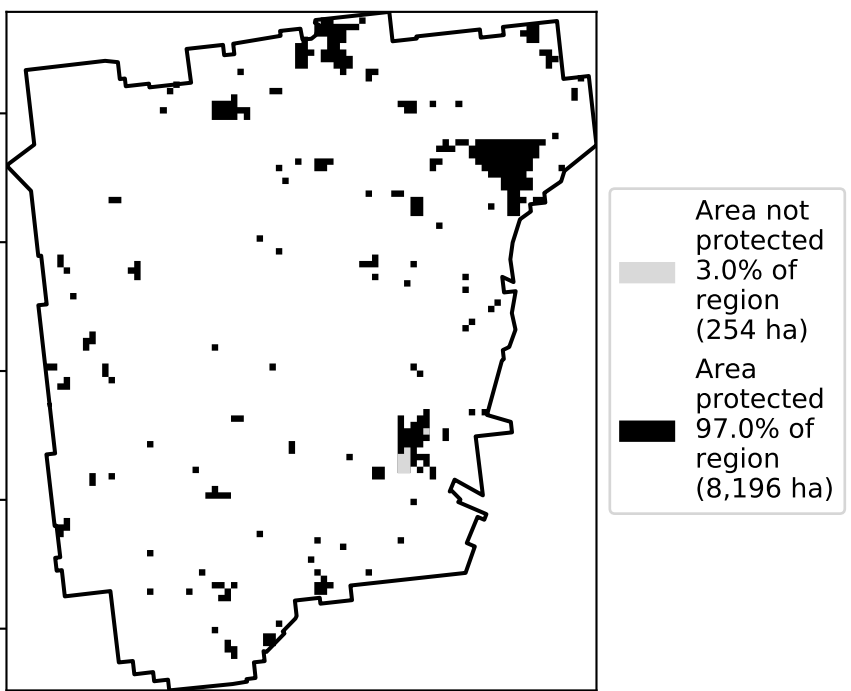 Area not
protected
3.0% of
region
(254 ha)
Area
protected
97.0% of
region
(8,196 ha)